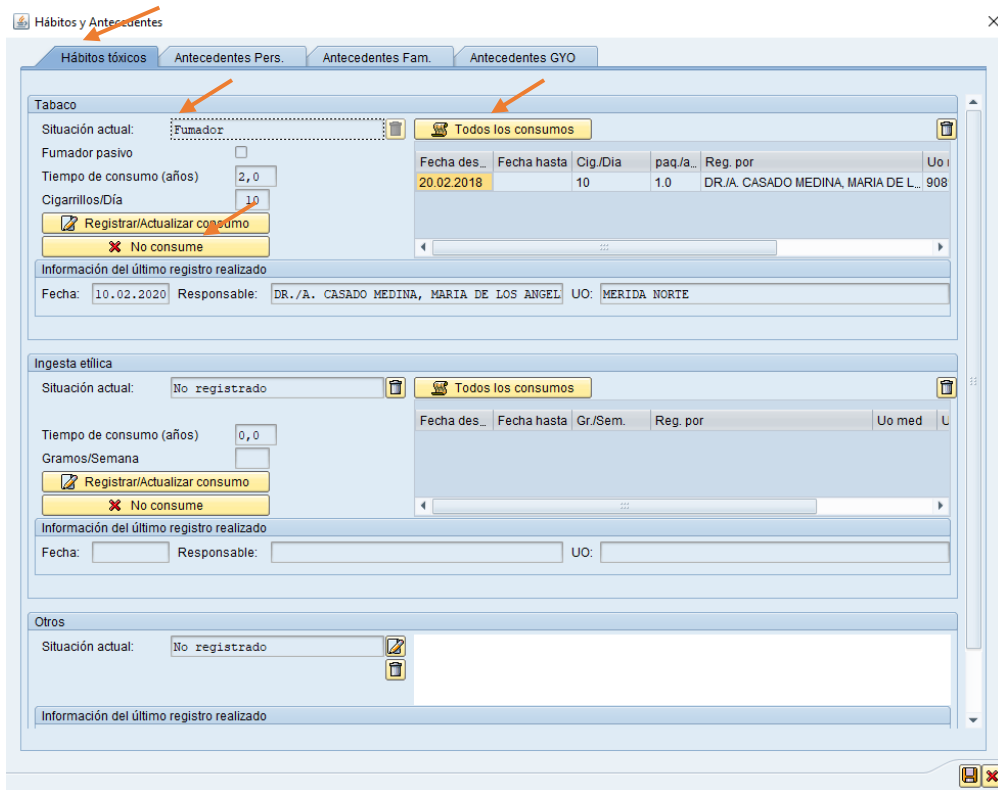 Hábitos y Antecedentes
Hábitos tóxicos Antecedentes Pers. Antecedentes Fam. Antecedentes GYO
Tabaco
Situación actual: Fumador Todos los consumos
Fumador pasivo
Fecha des... Fecha hasta Cig./Dia paq./a... Reg. por Uo
Tiempo de consumo (años) 2,0
20.02.2018 10 1.0 DR./A. CASADO MEDINA, MARIA DE L... 908
Cigarrillos/Día 10
Registrar/Actualizar consumo
No consume
Información del último registro realizado
Fecha: 10.02.2020 Responsable: DR./A. CASADO MEDINA, MARIA DE LOS ANGEL UO: MERIDA NORTE
Ingesta etílica
Situación actual: No registrado Todos los consumos
Fecha des... Fecha hasta Gr./Sem. Reg. por Uo med U
Tiempo de consumo (años) 0,0
Gramos/Semana
Registrar/Actualizar consumo
No consume
Información del último registro realizado
Fecha: Responsable: UO:
Otros
Situación actual: No registrado
Información del último registro realizado